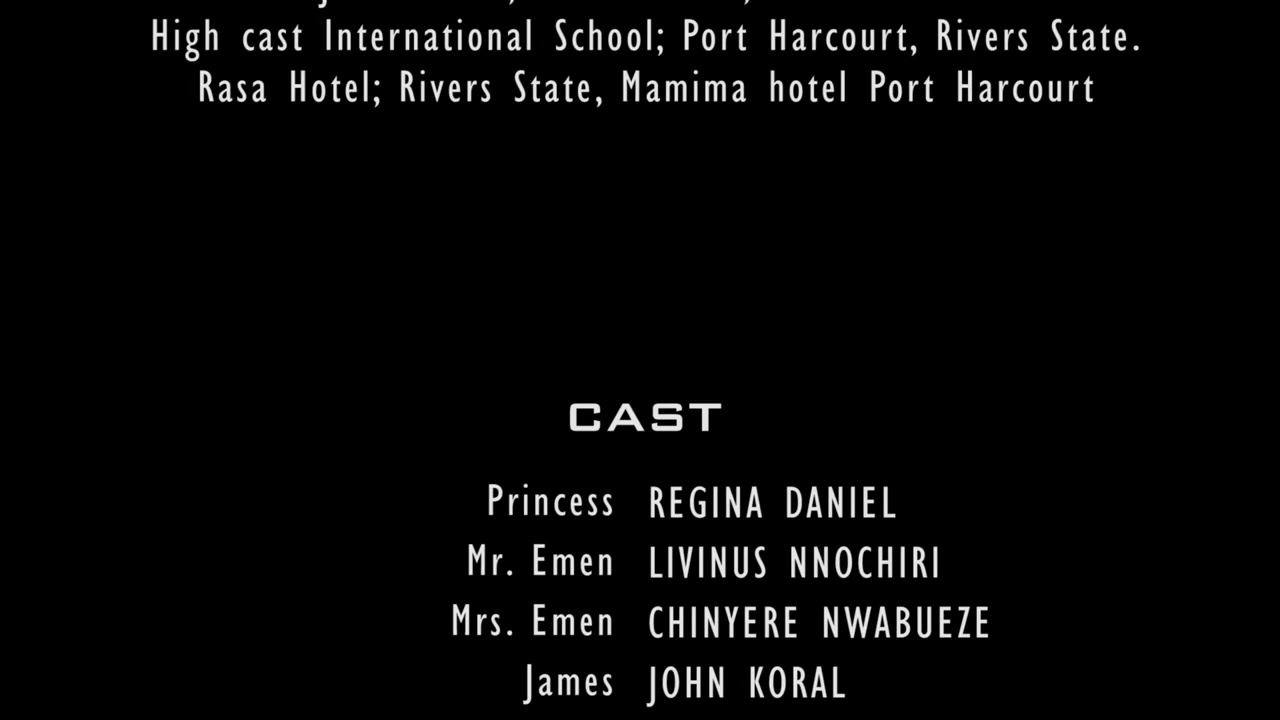 High cast International School; Port Harcourt, Rivers State.
Rasa Hotel; Rivers State, Mamima hotel Port Harcourt
CAST
Princess REGINA DANIEL
Mr. Emen LIVINUS NNOCHIRI
Mrs. Emen CHINYERE NWABUEZE
James JOHN KORAL